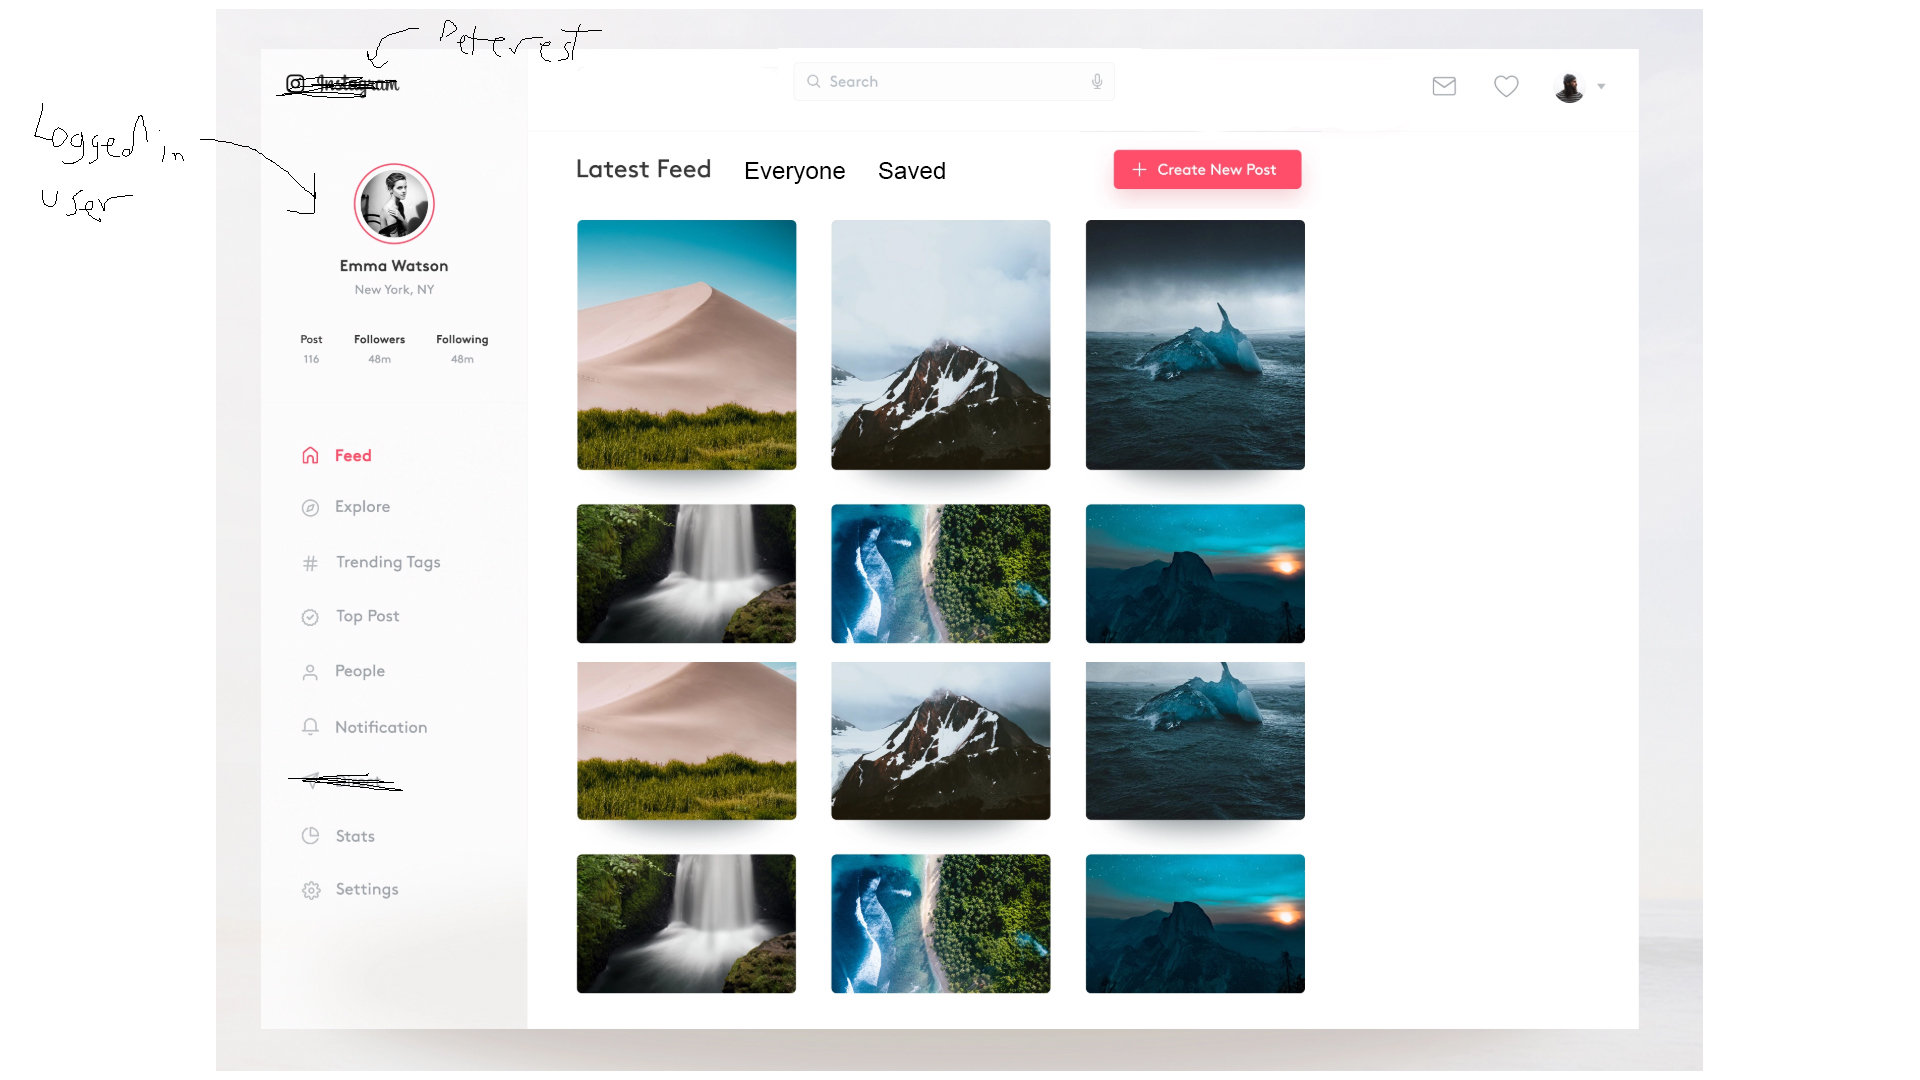 Peterest
Instagram
Search
Logged in
user
Latest Feed
Everyone
Saved
+ Create New Post
Emma Watson
New York, NY
Post Followers Following
116 48m 48m
Feed
Explore
# Trending Tags
Top Post
People
Notification
Stats
Settings